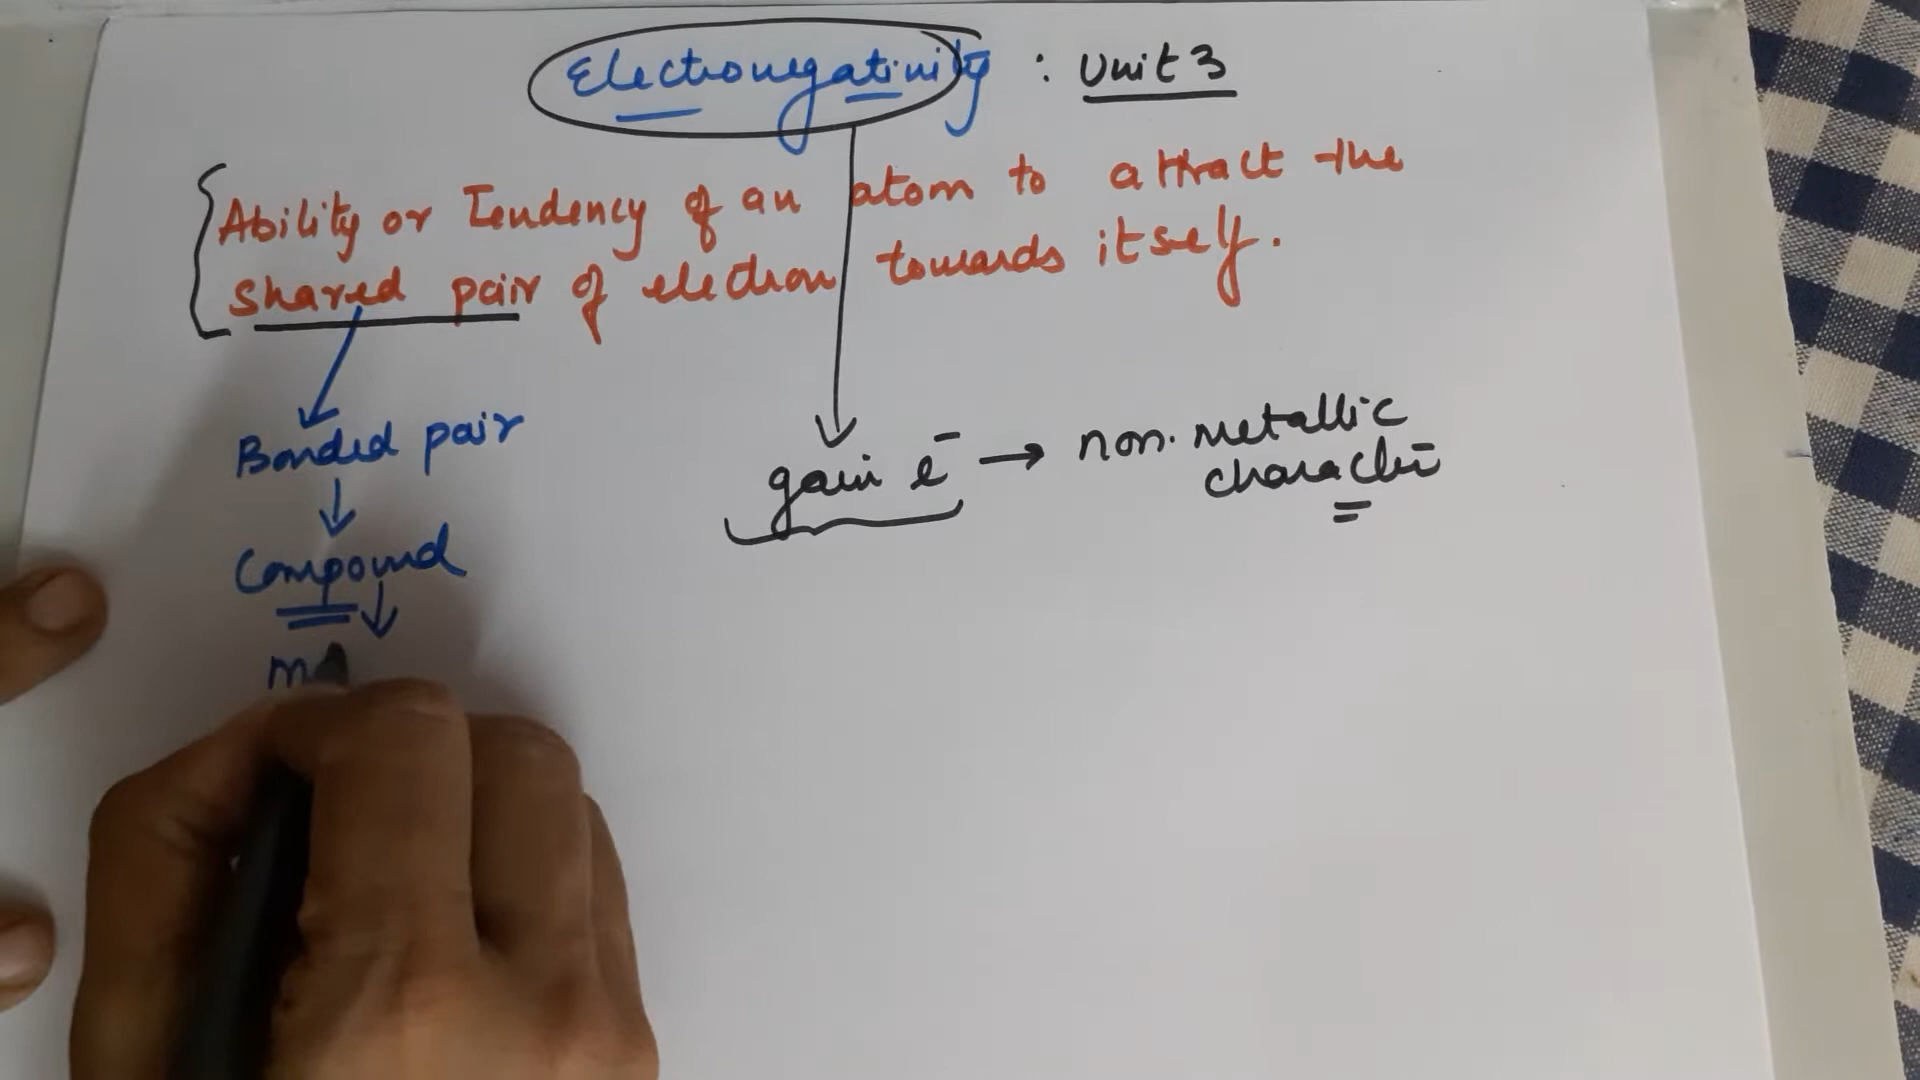 Electronegativity : Unit 3
Ability or Tendency of an atom to attract the
shared pair of electron towards itself.
Bonded pair
gain e⁻ → non-metallic
character
Compound